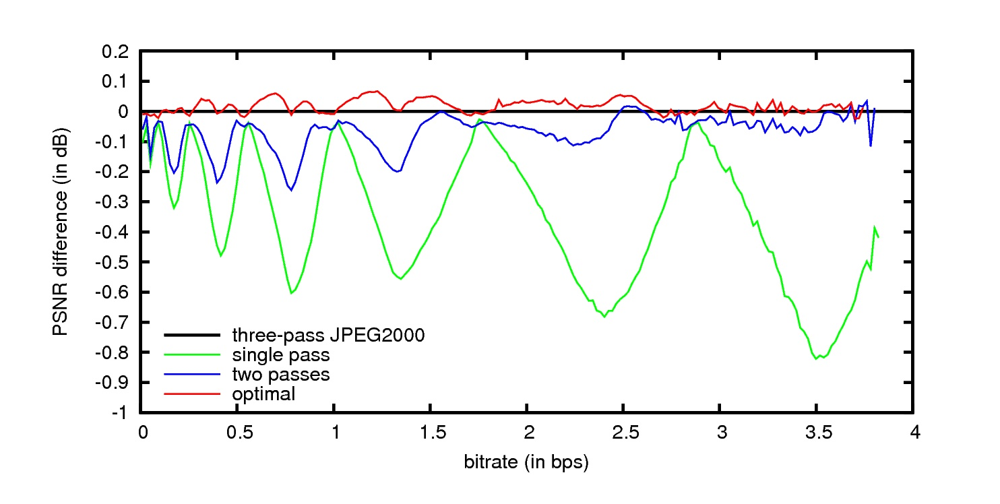 0.2
0.1
0
-0.1
-0.2
-0.3
-0.4
-0.5
-0.6
-0.7
-0.8
-0.9
-1
PSNR difference (in dB)
three-pass JPEG2000
single pass
two passes
optimal
0 0.5 1 1.5 2 2.5 3 3.5 4
bitrate (in bps)